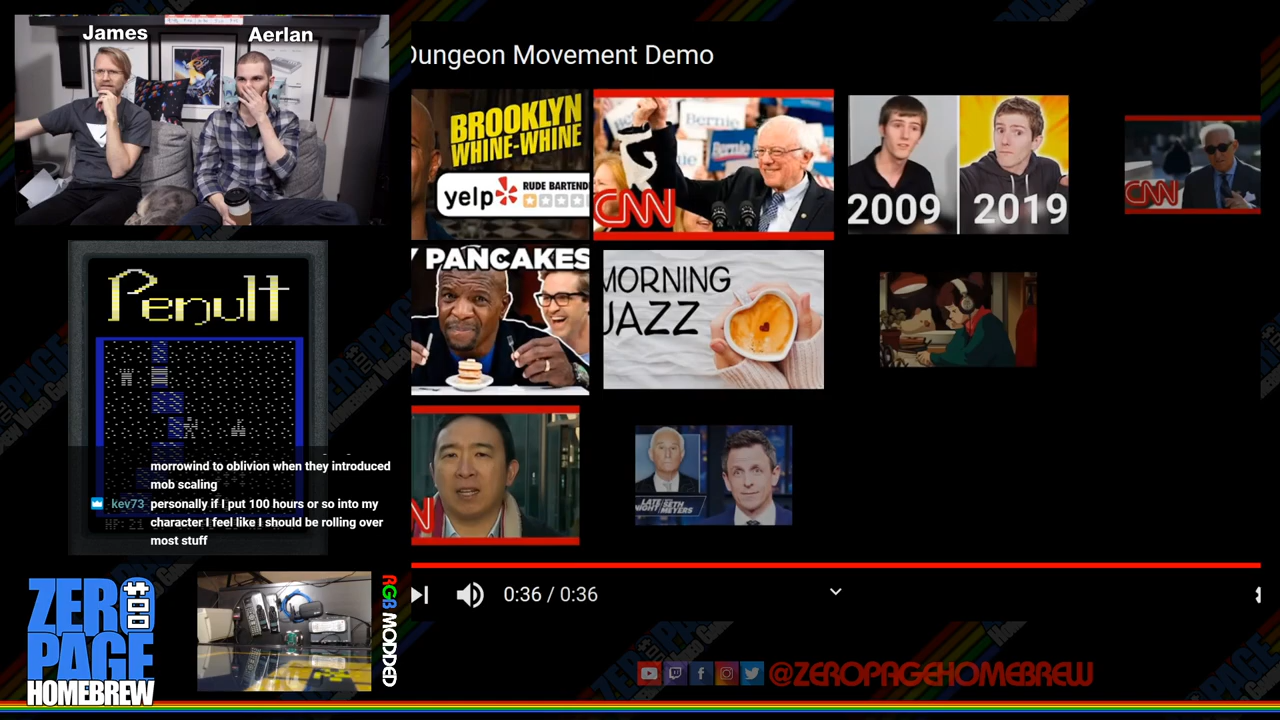 James
Aerlan
Dungeon Movement Demo
BROOKLYN
WHINE-WHINE
yelp
RUDE BARTEND
Bernie
CNN
2009
2019
CNN
Penult
Y PANCAKES
MORNING
JAZZ
morrowind to oblivion when they introduced
mob scaling
kev73 personally if I put 100 hours or so into my
character I feel like I should be rolling over
most stuff
N
LATE NIGHT
SETH
MEYERS
0:36 / 0:36
ZERO
PAGE
HOMEBREW
RGB MODDED
@ZEROPAGEHOMEBREW